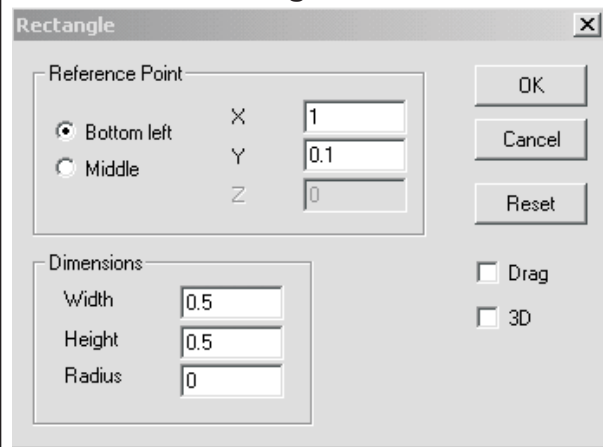 Rectangle
Reference Point
Bottom left
Middle
X 1
Y 0.1
Z 0
OK
Cancel
Reset
Dimensions
Width 0.5
Height 0.5
Radius 0
Drag
3D